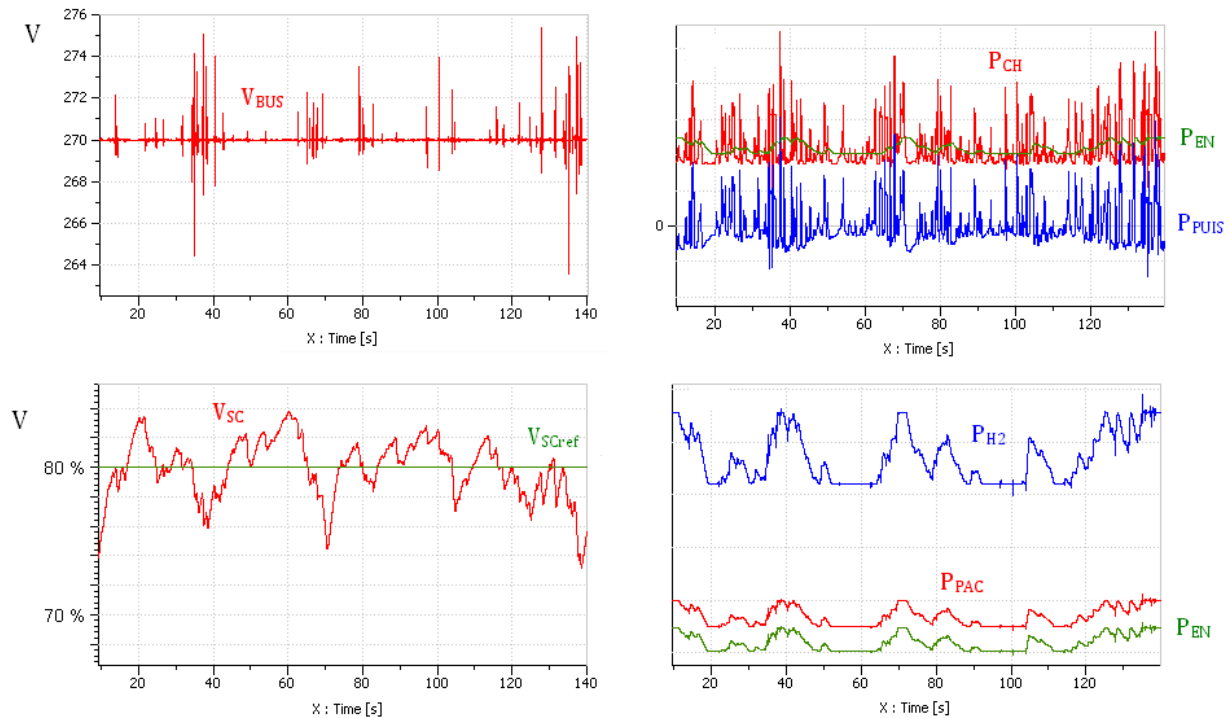 V
276
274
272
270
268
266
264
V_BUS
20 40 60 80 100 120 140
X : Time [s]
P_CH
P_EN
0
P_PUIS
20 40 60 80 100 120
X : Time [s]
V
V_SC
V_SCref
80 %
70 %
20 40 60 80 100 120 140
X : Time [s]
P_H2
P_PAC
P_EN
20 40 60 80 100 120
X : Time [s]